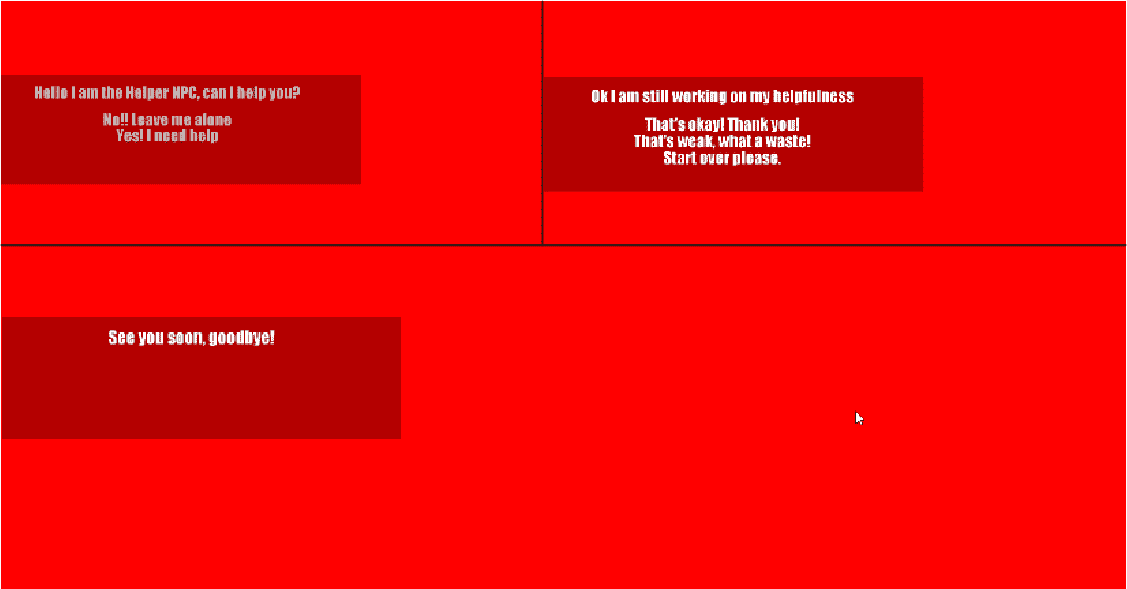 Hello I am the Helper NPC, can I help you?
No!! Leave me alone
Yes! I need help
Ok I am still working on my helpfulness
That's okay! Thank you!
That's weak, what a waste!
Start over please.
See you soon, goodbye!